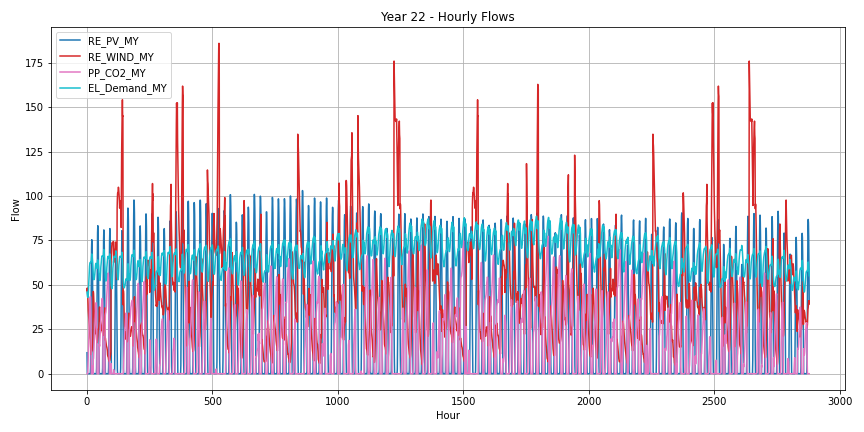 Year 22 - Hourly Flows
RE_PV_MY
RE_WIND_MY
PP_CO2_MY
EL_Demand_MY
Flow
175
150
125
100
75
50
25
0
0 500 1000 1500 2000 2500 3000
Hour